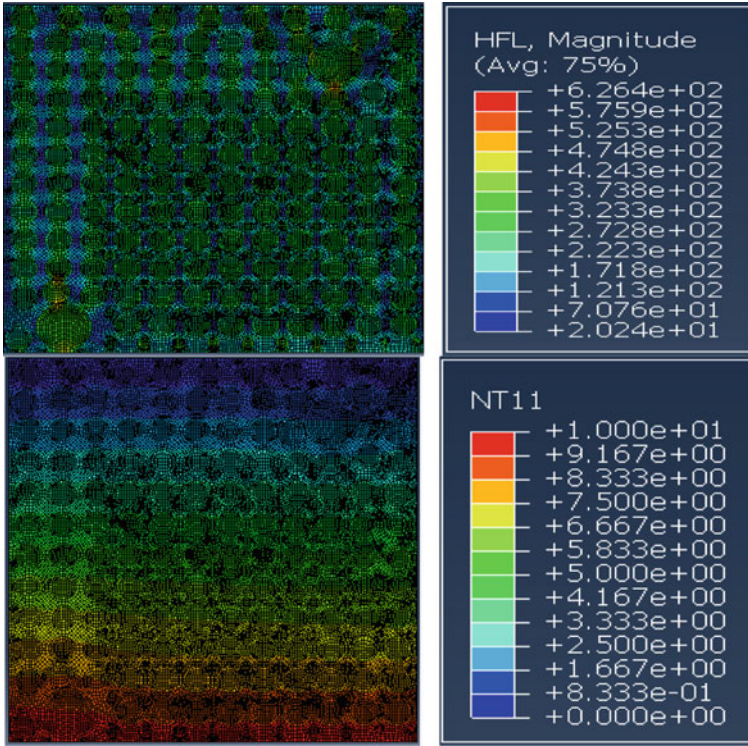 HFL, Magnitude
(Avg: 75%)
+6.264e+02
+5.759e+02
+5.253e+02
+4.748e+02
+4.243e+02
+3.738e+02
+3.233e+02
+2.728e+02
+2.223e+02
+1.718e+02
+1.213e+02
+7.076e+01
+2.024e+01
NT11
+1.000e+01
+9.167e+00
+8.333e+00
+7.500e+00
+6.667e+00
+5.833e+00
+5.000e+00
+4.167e+00
+3.333e+00
+2.500e+00
+1.667e+00
+8.333e-01
+0.000e+00